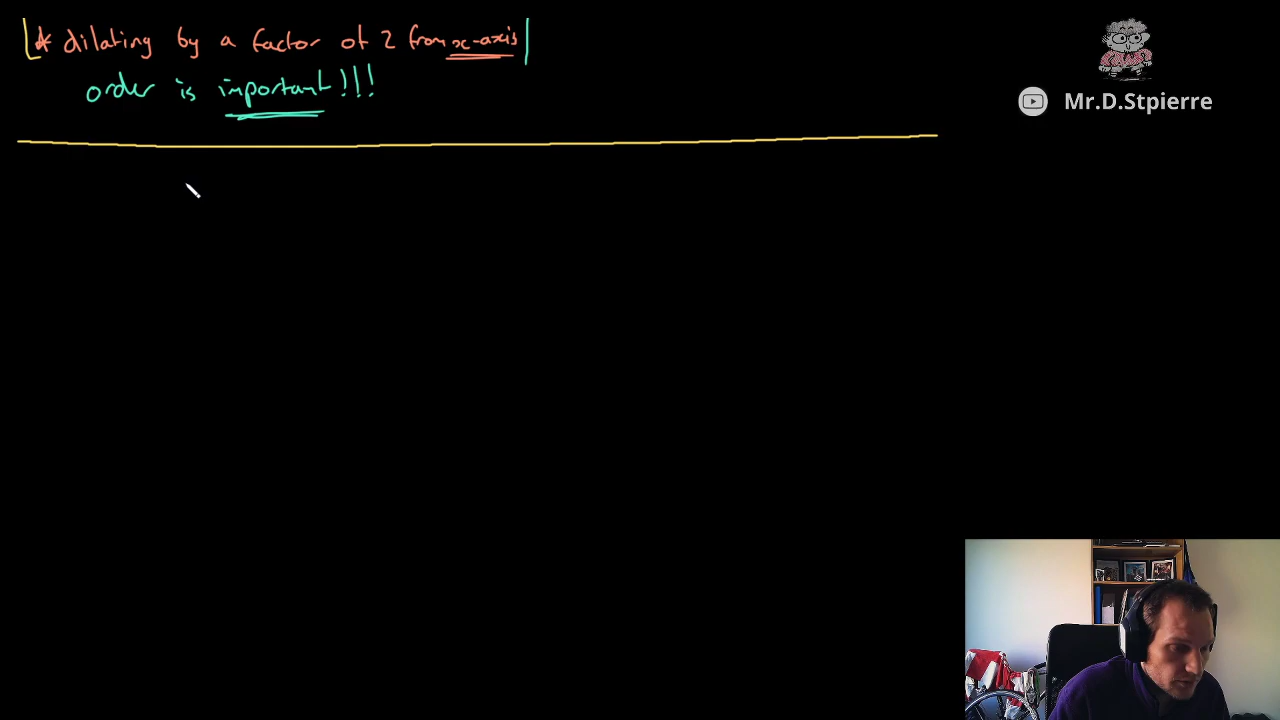 * dilating by a factor of 2 from x-axis
order is important!!!
Mr.D.Stpierre